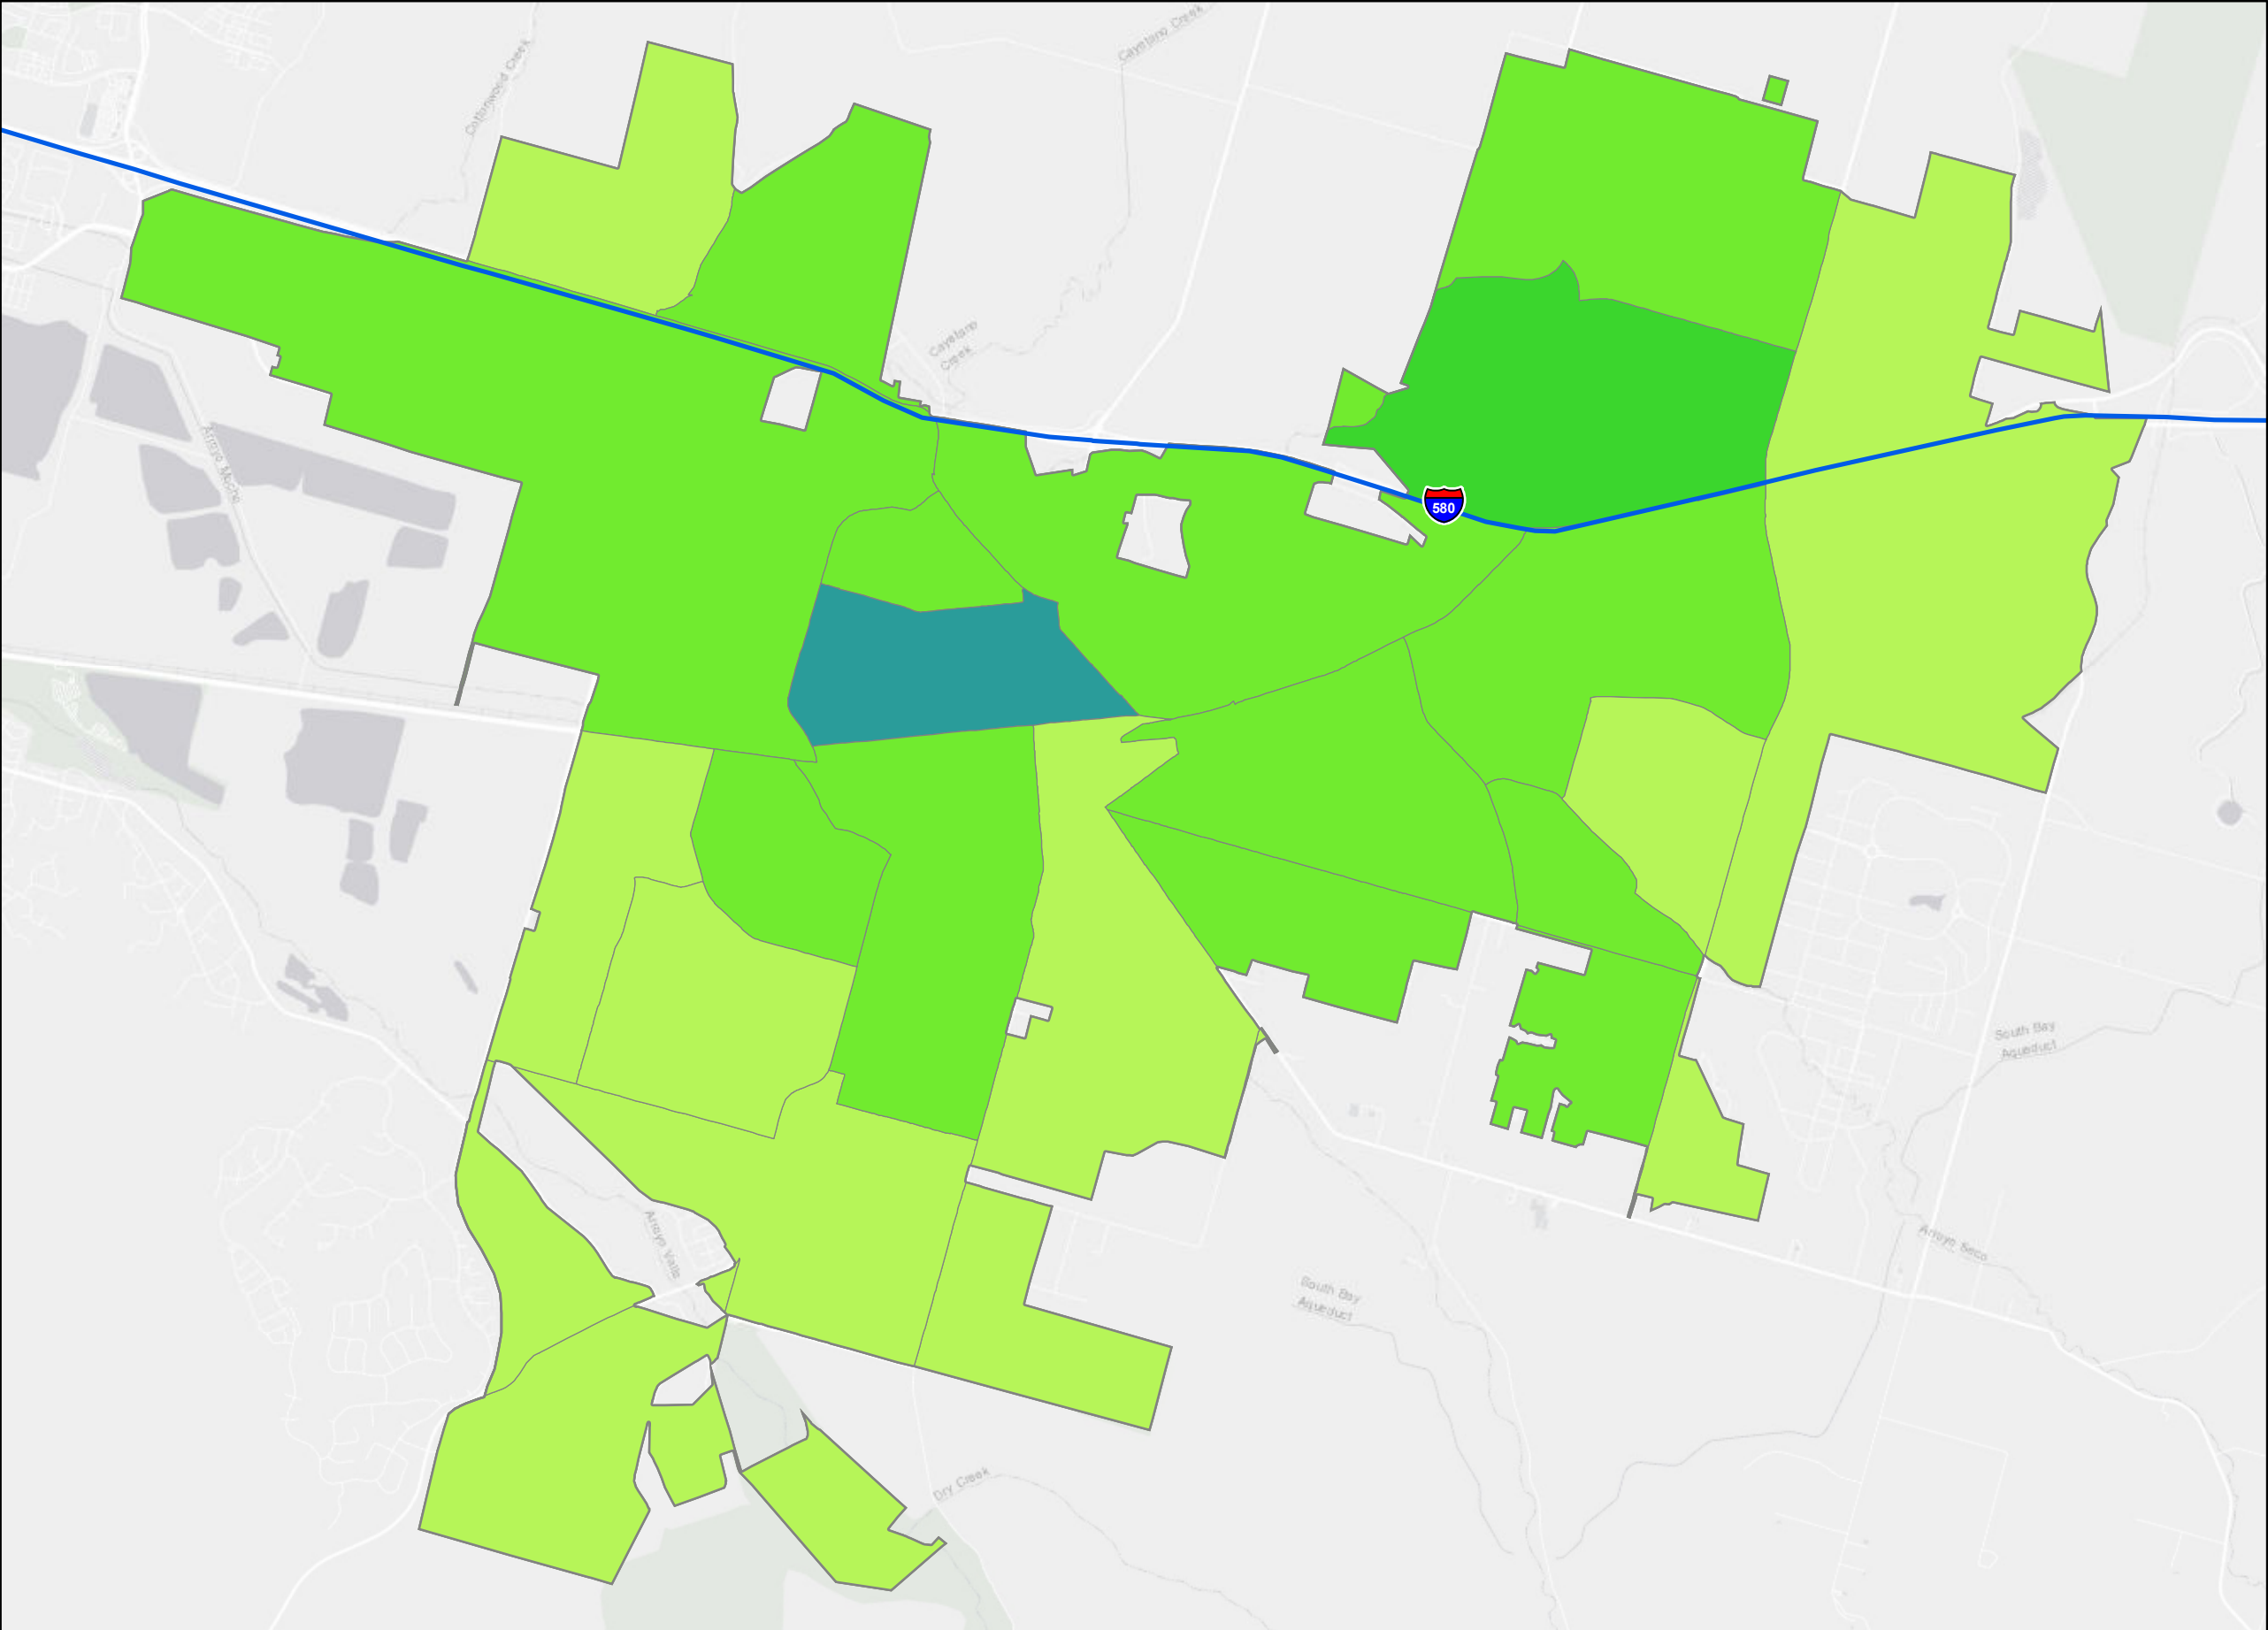 Cayetano Creek
Cottonwood Creek
Cayetano
Creek
Arroyo Mocho
580
South Bay
Aqueduct
Arroyo Valle
Arroyo Seco
South Bay
Aqueduct
Dry Creek